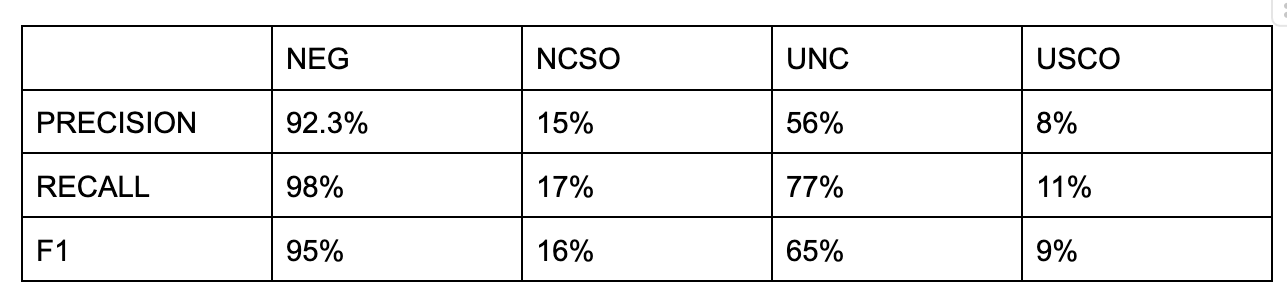 NEG NCSO UNC USCO
PRECISION 92.3% 15% 56% 8%
RECALL 98% 17% 77% 11%
F1 95% 16% 65% 9%